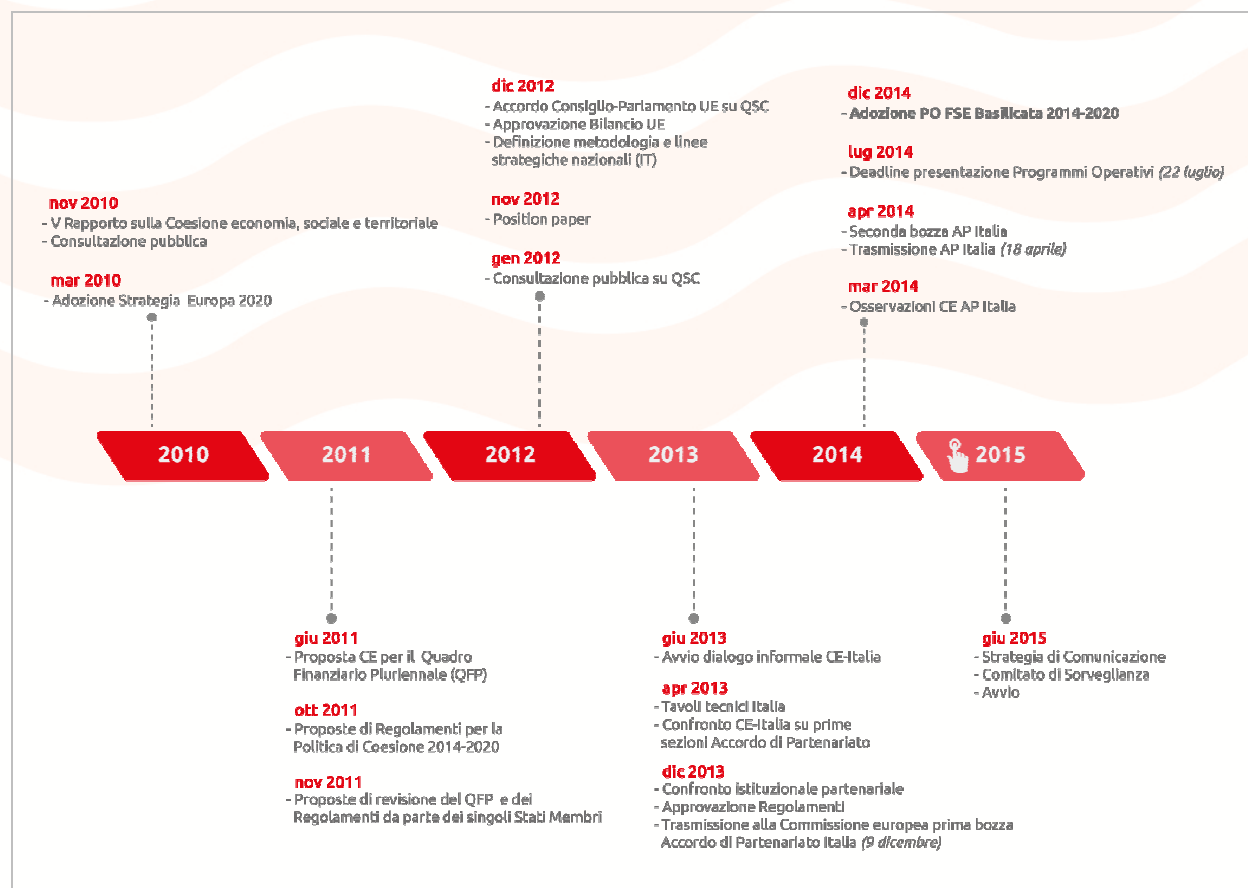 nov 2010
- V Rapporto sulla Coesione economia, sociale e territoriale
- Consultazione pubblica
mar 2010
- Adozione Strategia Europa 2020
dic 2012
- Accordo Consiglio-Parlamento UE su QSC
- Approvazione Bilancio UE
- Definizione metodologia e linee
strategiche nazionali (IT)
nov 2012
- Position paper
gen 2012
- Consultazione pubblica su QSC
dic 2014
- Adozione PO FSE Basilicata 2014-2020
lug 2014
- Deadline presentazione Programmi Operativi (22 luglio)
apr 2014
- Seconda bozza AP Italia
- Trasmissione AP Italia (18 aprile)
mar 2014
- Osservazioni CE AP Italia
2010
2011
2012
2013
2014
2015
giu 2011
- Proposta CE per il Quadro
Finanziario Pluriennale (QFP)
ott 2011
- Proposte di Regolamenti per la
Politica di Coesione 2014-2020
nov 2011
- Proposte di revisione del QFP e dei
Regolamenti da parte dei singoli Stati Membri
giu 2013
- Avvio dialogo informale CE-Italia
apr 2013
- Tavoli tecnici Italia
- Confronto CE-Italia su prime
sezioni Accordo di Partenariato
dic 2013
- Confronto istituzionale partenariale
- Approvazione Regolamenti
- Trasmissione alla Commissione europea prima bozza
Accordo di Partenariato Italia (9 dicembre)
giu 2015
- Strategia di Comunicazione
- Comitato di Sorveglianza
- Avvio